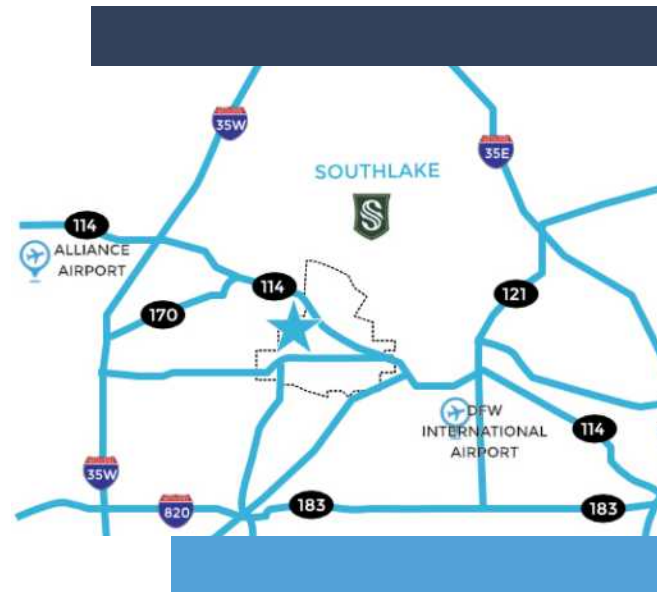 35W
35E
SOUTHLAKE
S
114
ALLIANCE
AIRPORT
114
170
121
DFW
INTERNATIONAL
AIRPORT
114
35W
820
183
183